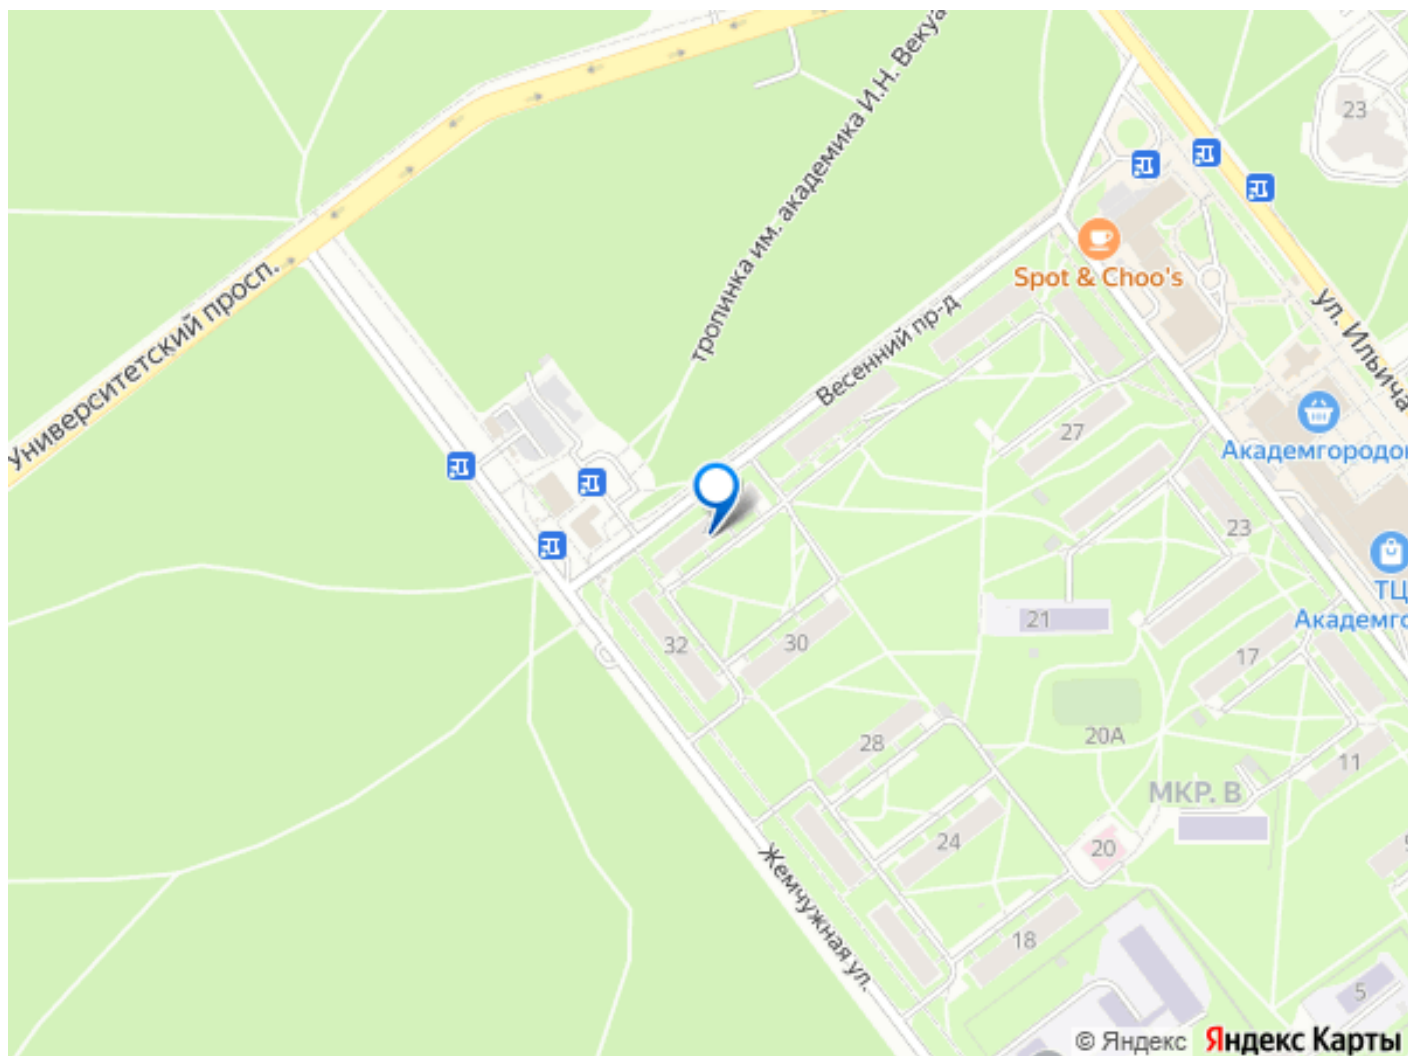 23
тропинка им. академика И.Н. Векуа
Университетский просп.
Spot & Choo's
ул. Ильича
Весенний пр-д
27
Академгородо
23
21
ТЦ
Академго
32
30
17
28
20А
11
МКР. В
24
20
Жемчужная ул.
18
5
© Яндекс Яндекс Карты